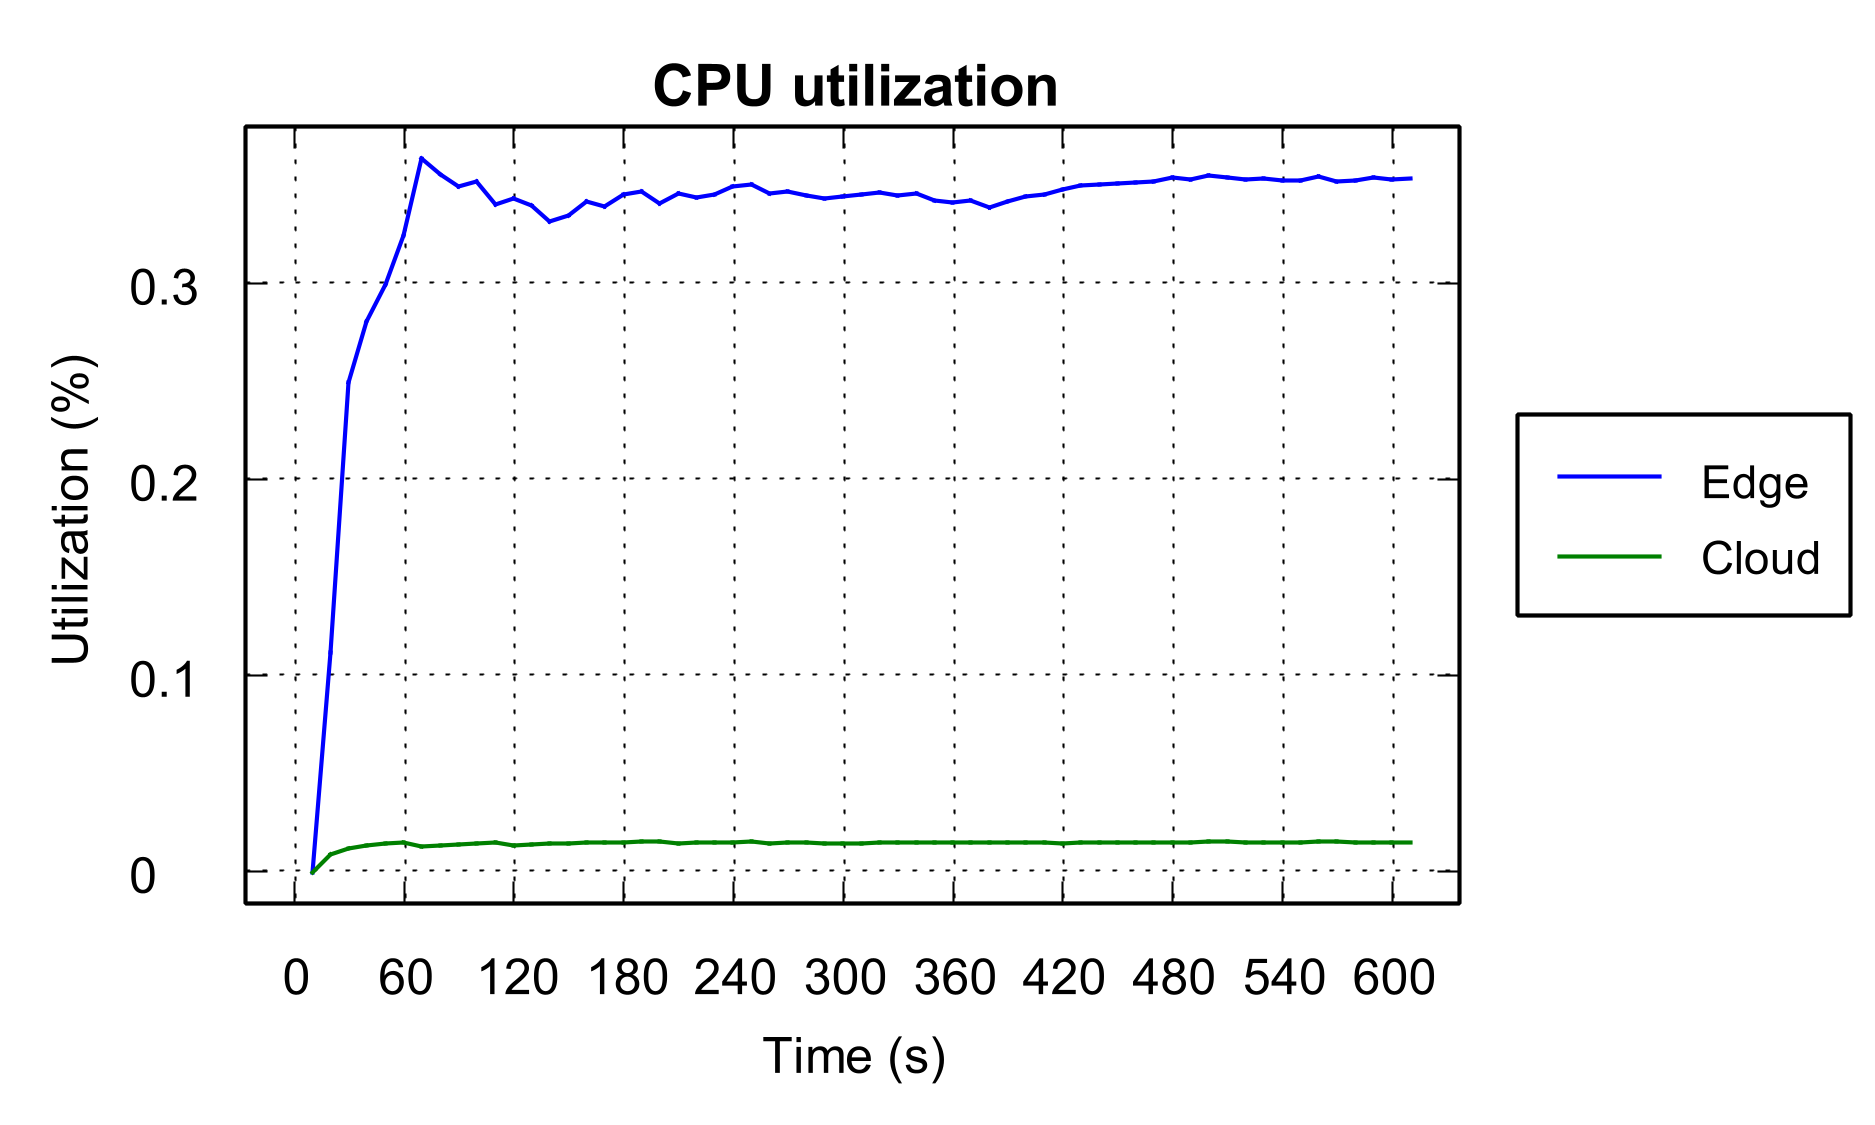 CPU utilization
0.3
0.2
0.1
0
Utilization (%)
0 60 120 180 240 300 360 420 480 540 600
Time (s)
Edge
Cloud